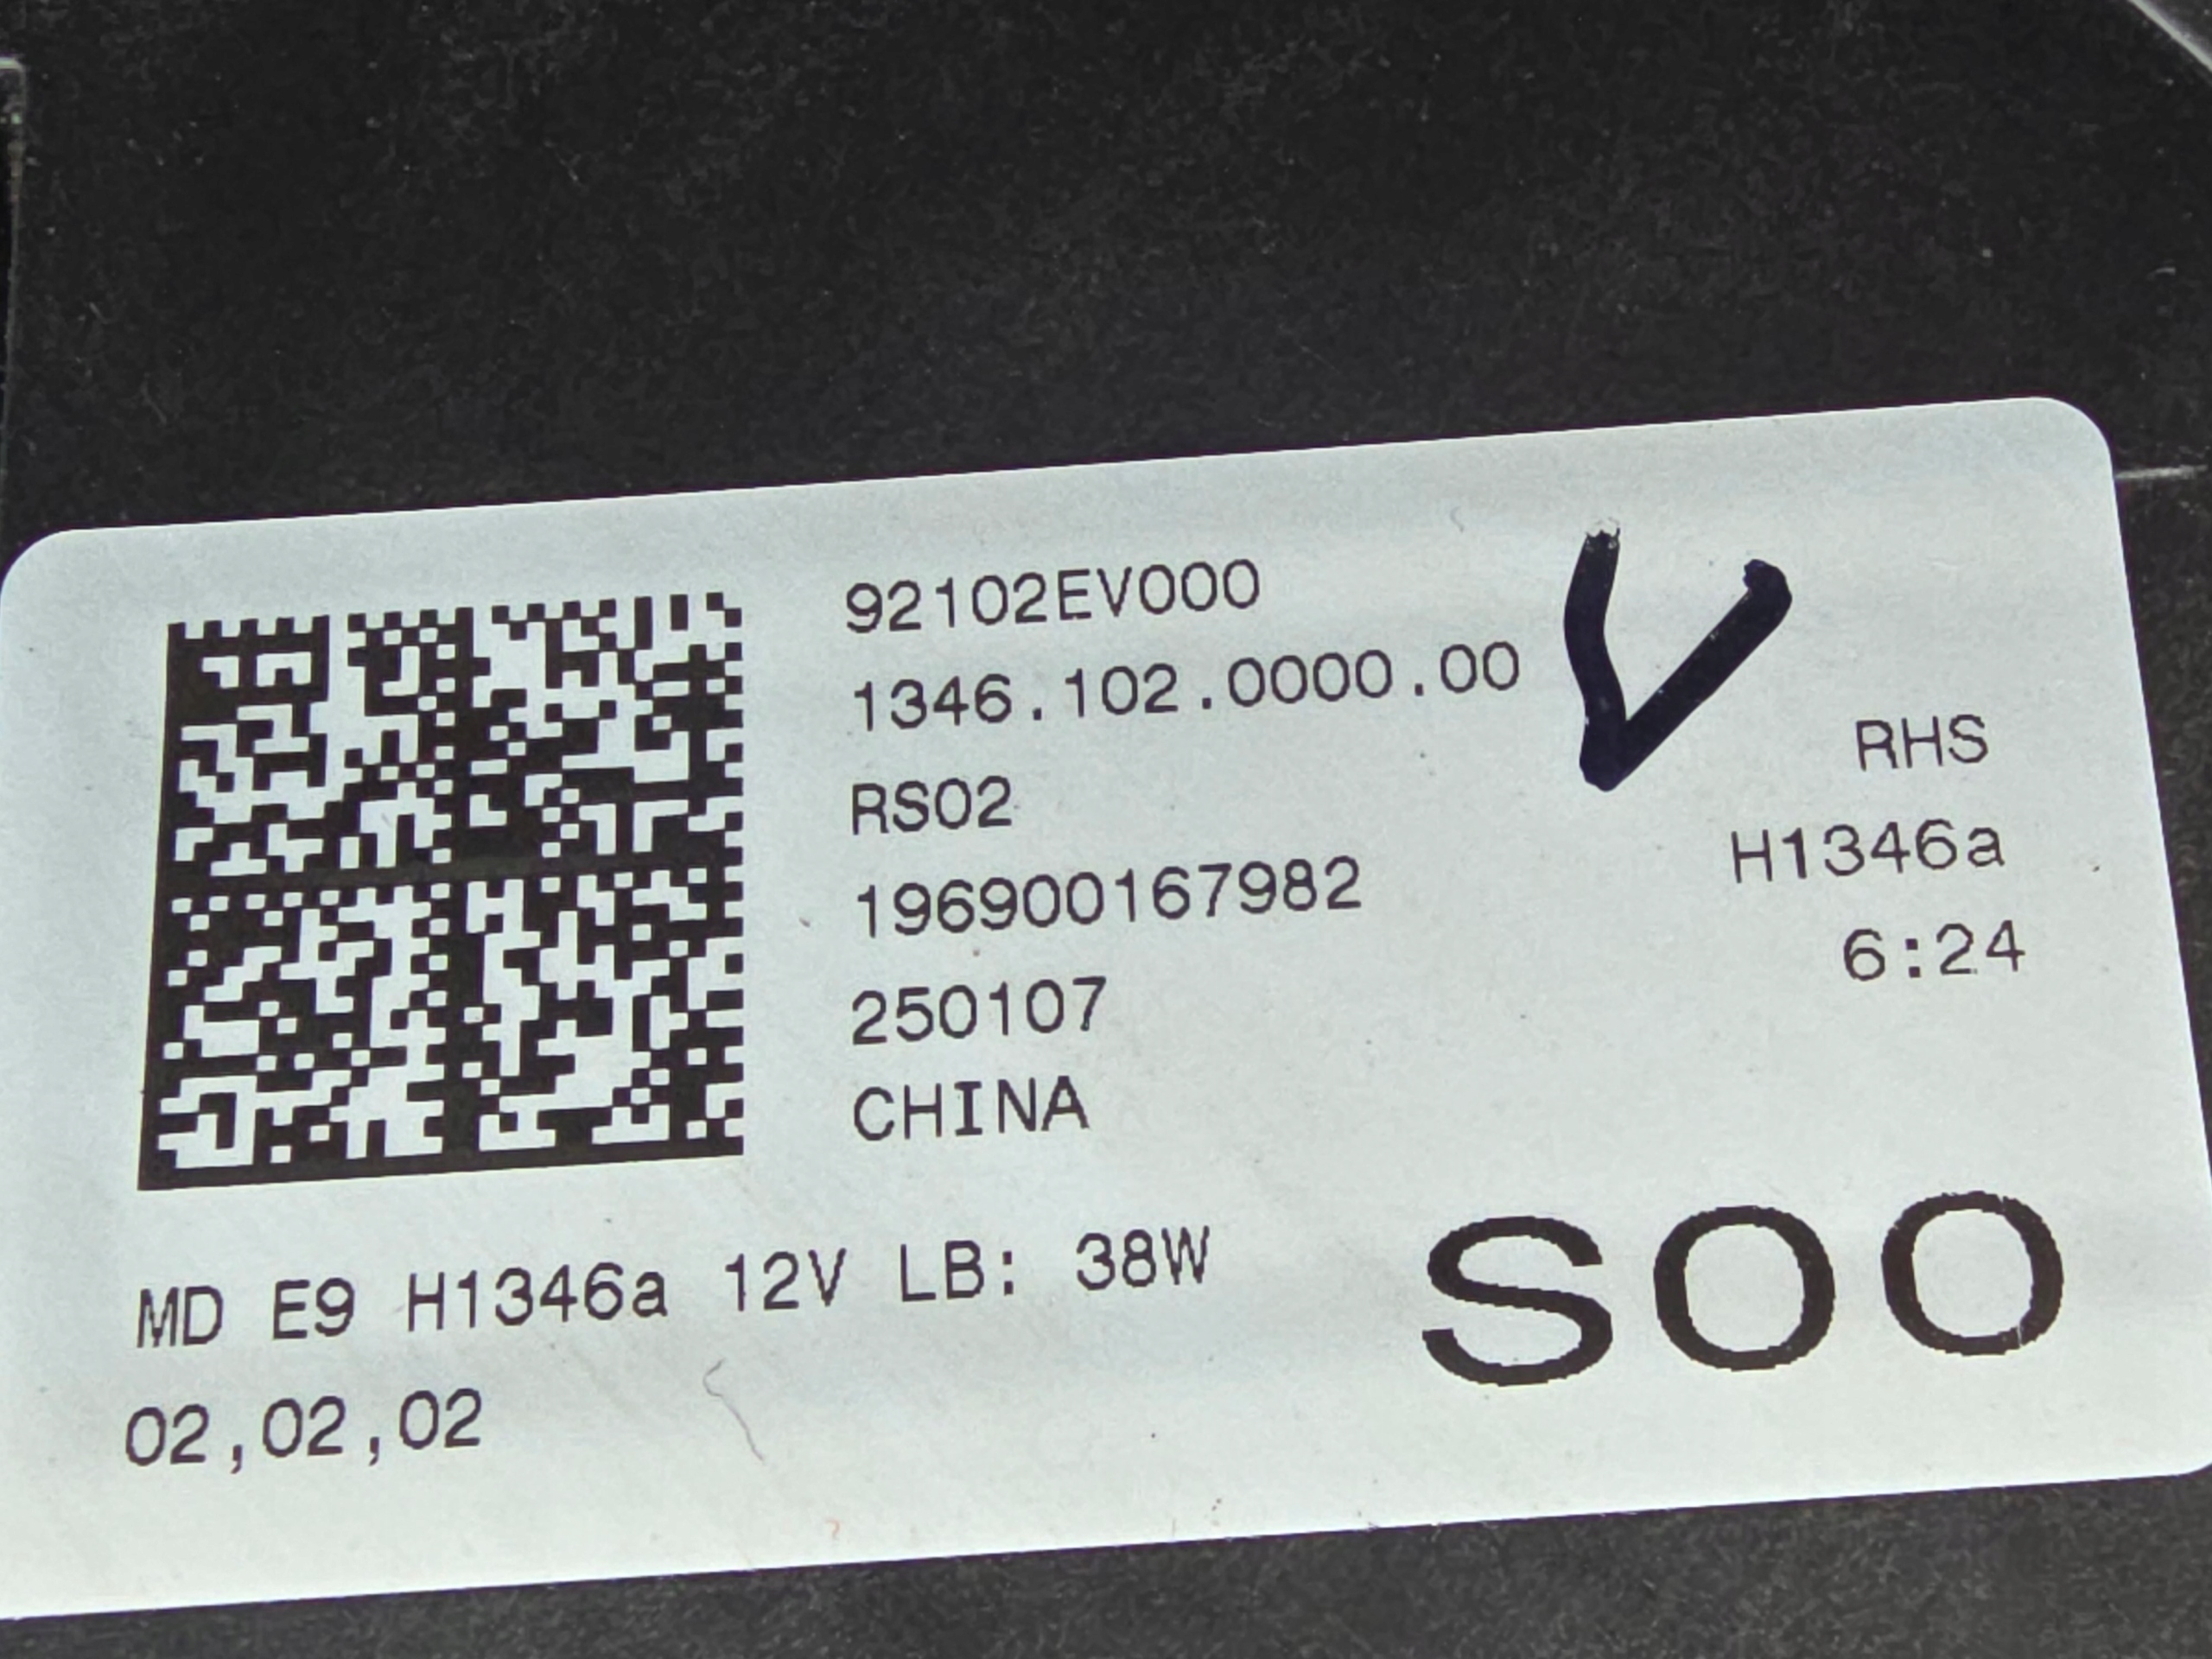 92102EV000
1346.102.0000.00
RS02
RHS
196900167982
H1346a
250107
6:24
CHINA
MD E9 H1346a 12V LB: 38W
S00
02,02,02